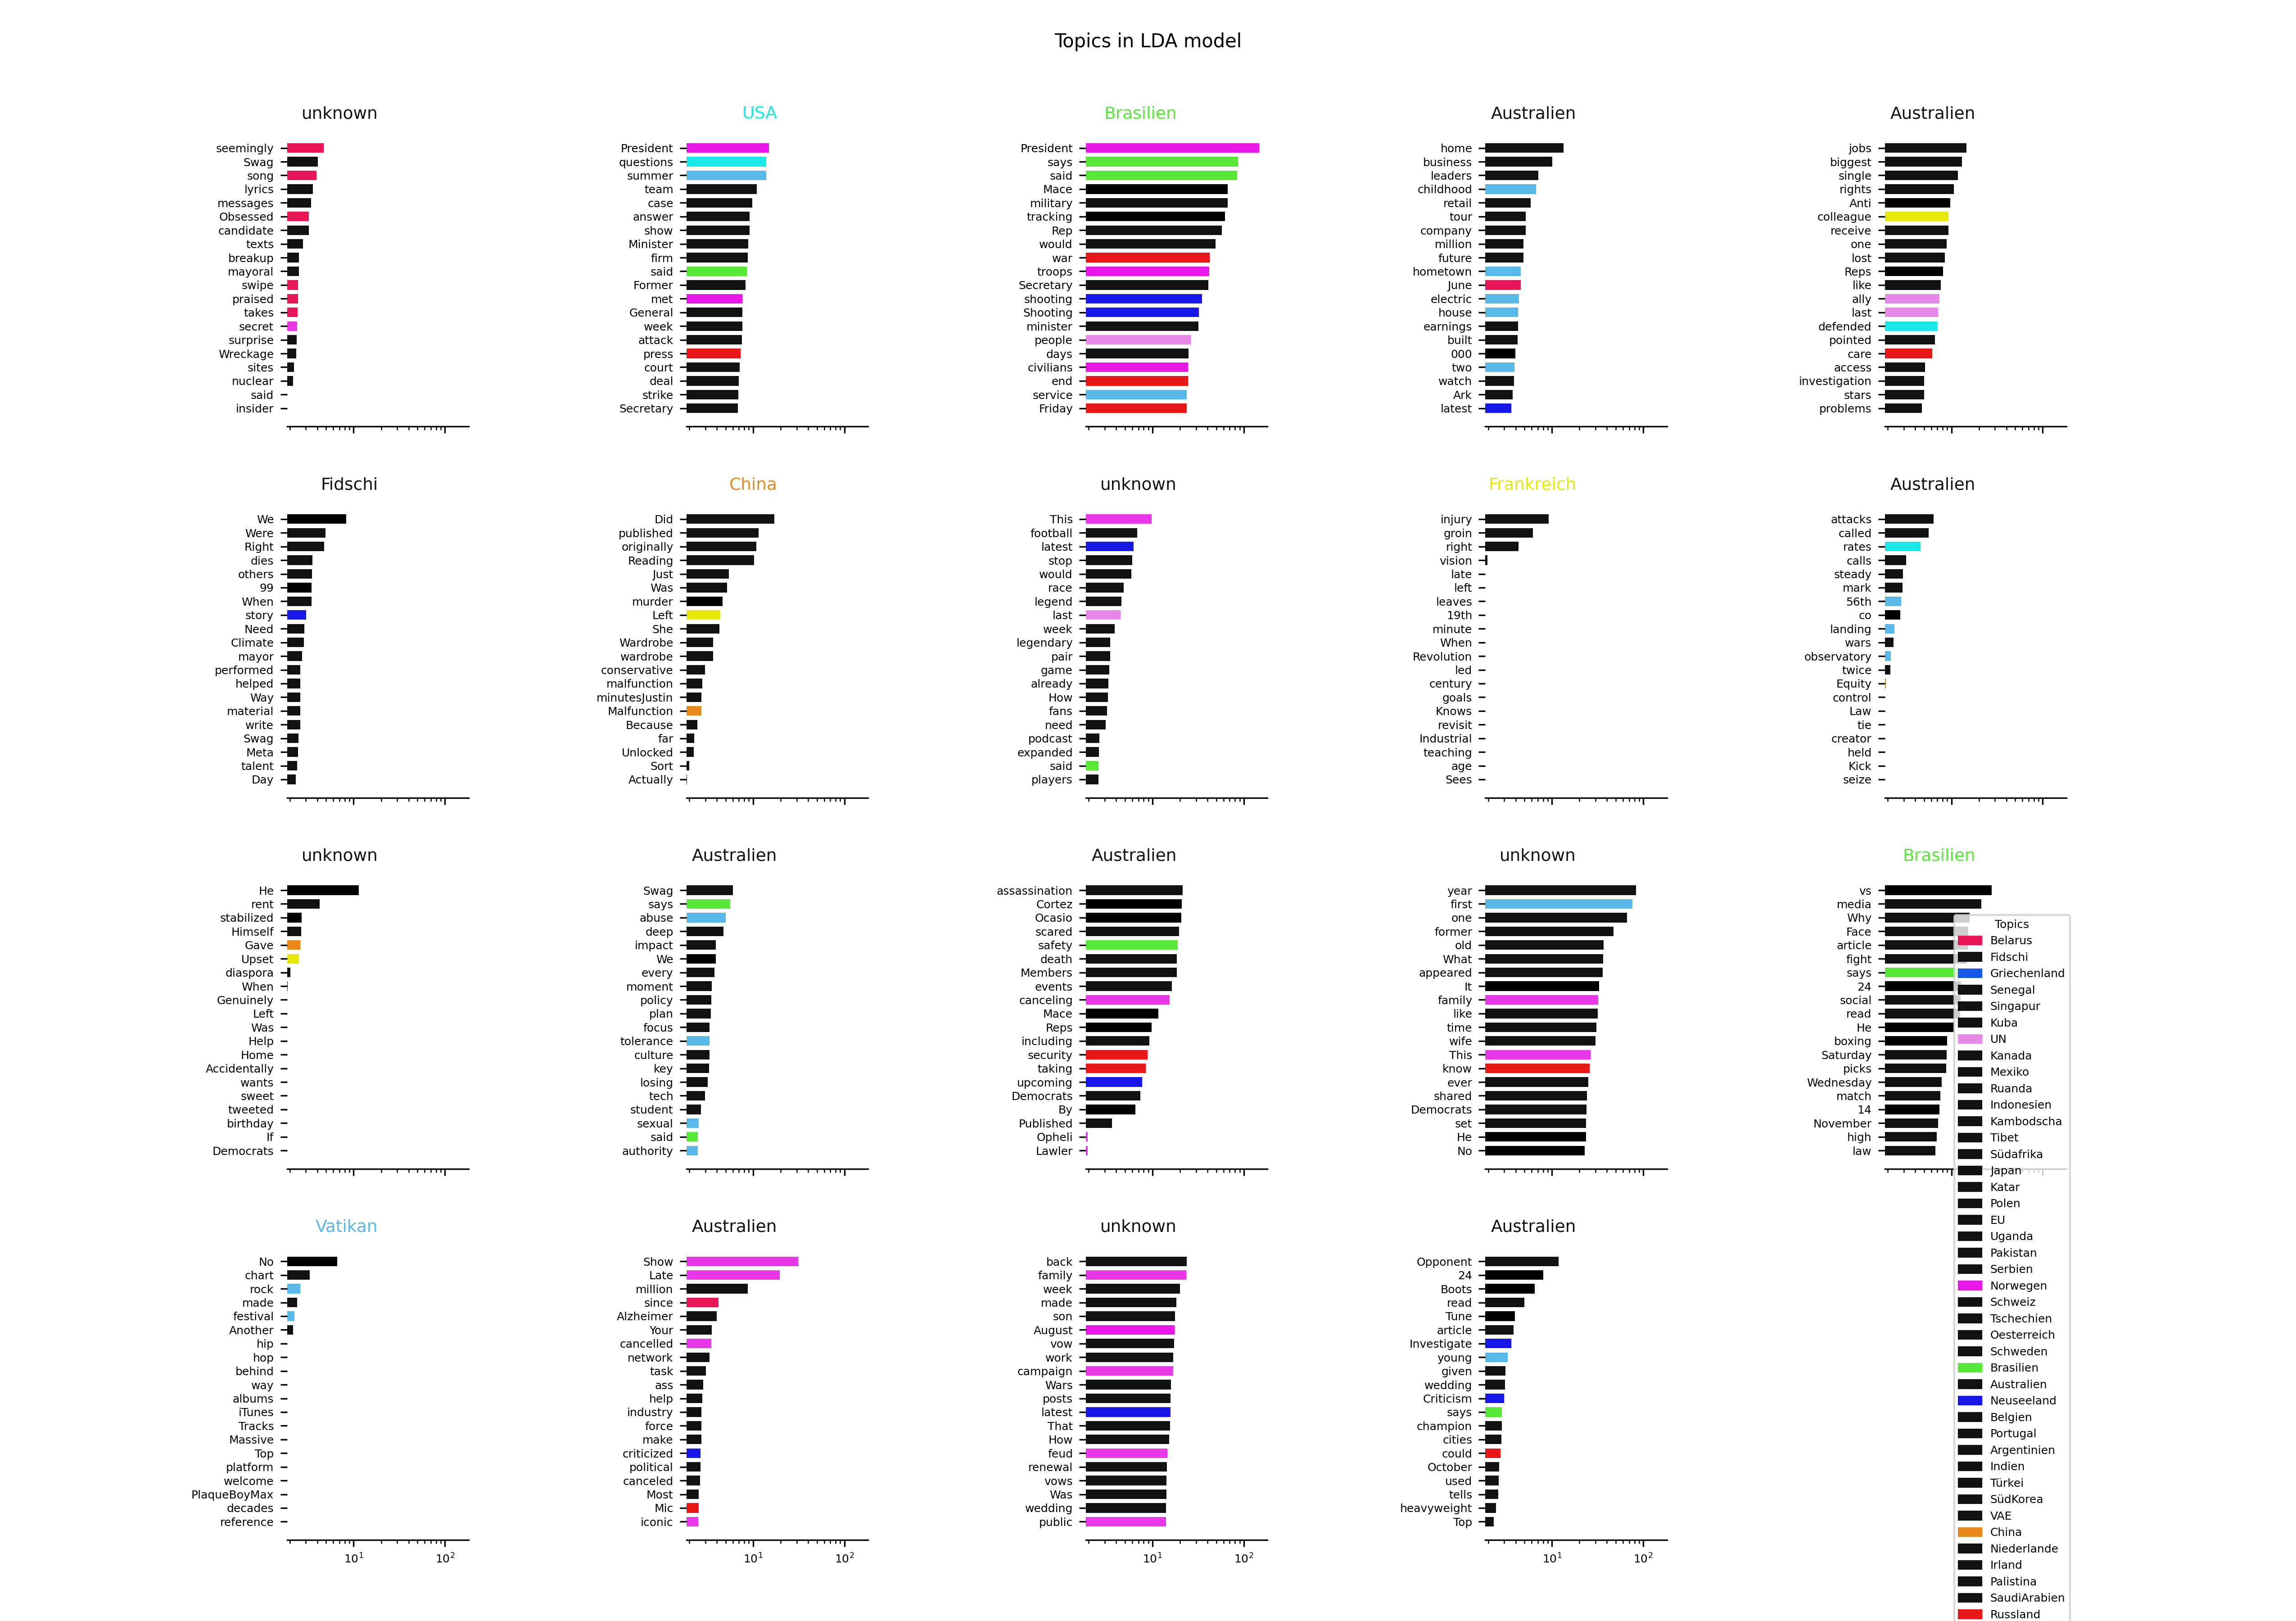 Topics in LDA model
unknown
seemingly
Swag
song
lyrics
messages
Obsessed
candidate
texts
breakup
mayoral
swipe
praised
takes
secret
surprise
Wreckage
sites
nuclear
said
insider
USA
President
questions
summer
team
case
answer
show
Minister
firm
said
Former
met
General
week
attack
press
court
deal
strike
Secretary
Brasilien
President
says
said
Mace
military
tracking
Rep
would
war
troops
Secretary
shooting
Shooting
minister
people
days
civilians
end
service
Friday
Australien
home
business
leaders
childhood
retail
tour
company
million
future
hometown
June
electric
house
earnings
built
000
two
watch
Ark
latest
Australien
jobs
biggest
single
rights
Anti
colleague
receive
one
lost
Reps
like
ally
last
defended
pointed
care
access
investigation
stars
problems
Fidschi
We
Were
Right
dies
others
99
When
story
Need
Climate
mayor
performed
helped
Way
material
write
Swag
Meta
talent
Day
China
Did
published
originally
Reading
Just
Was
murder
Left
She
Wardrobe
wardrobe
conservative
malfunction
minutesJustin
Malfunction
Because
far
Unlocked
Sort
Actually
unknown
This
football
latest
stop
would
race
legend
last
week
legendary
pair
game
already
How
fans
need
podcast
expanded
said
players
Frankreich
injury
groin
right
vision
late
left
leaves
19th
minute
When
Revolution
led
century
goals
Knows
revisit
Industrial
teaching
age
Sees
Australien
attacks
called
rates
calls
steady
mark
56th
co
landing
wars
observatory
twice
Equity
control
Law
tie
creator
held
Kick
seize
unknown
He
rent
stabilized
Himself
Gave
Upset
diaspora
When
Genuinely
Left
Was
Help
Home
Accidentally
wants
sweet
tweeted
birthday
If
Democrats
Australien
Swag
says
abuse
deep
impact
We
every
moment
policy
plan
focus
tolerance
culture
key
losing
tech
student
sexual
said
authority
Australien
assassination
Cortez
Ocasio
scared
safety
death
Members
events
canceling
Mace
Reps
including
security
taking
upcoming
Democrats
By
Published
Opheli
Lawler
unknown
year
first
one
former
old
What
appeared
It
family
like
time
wife
This
know
ever
shared
Democrats
set
He
No
Brasilien
vs
media
Why
Face
article
fight
says
24
social
read
He
boxing
Saturday
picks
Wednesday
match
14
November
high
law
Vatikan
No
chart
rock
made
festival
Another
hip
hop
behind
way
albums
iTunes
Tracks
Massive
Top
platform
welcome
PlaqueBoyMax
decades
reference
10¹ 10²
Australien
Show
Late
million
since
Alzheimer
Your
cancelled
network
task
ass
help
industry
force
make
criticized
political
canceled
Most
Mic
iconic
10¹ 10²
unknown
back
family
week
made
son
August
vow
work
campaign
Wars
posts
latest
That
How
feud
renewal
vows
Was
wedding
public
10¹ 10²
Australien
Opponent
24
Boots
read
Tune
article
Investigate
young
given
wedding
Criticism
says
champion
cities
could
October
used
tells
heavyweight
Top
10¹ 10²
Topics
Belarus
Fidschi
Griechenland
Senegal
Singapur
Kuba
UN
Kanada
Mexiko
Ruanda
Indonesien
Kambodscha
Tibet
Südafrika
Japan
Katar
Polen
EU
Uganda
Pakistan
Serbien
Norwegen
Schweiz
Tschechien
Oesterreich
Schweden
Brasilien
Australien
Neuseeland
Belgien
Portugal
Argentinien
Indien
Türkei
SüdKorea
VAE
China
Niederlande
Irland
Palistina
SaudiArabien
Russland